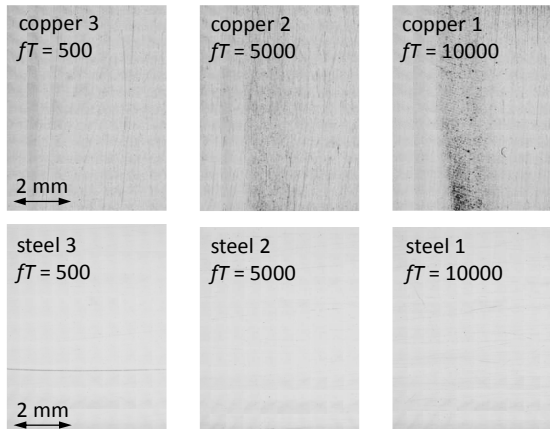 copper 3
fT = 500
copper 2
fT = 5000
copper 1
fT = 10000
2 mm
steel 3
fT = 500
steel 2
fT = 5000
steel 1
fT = 10000
2 mm